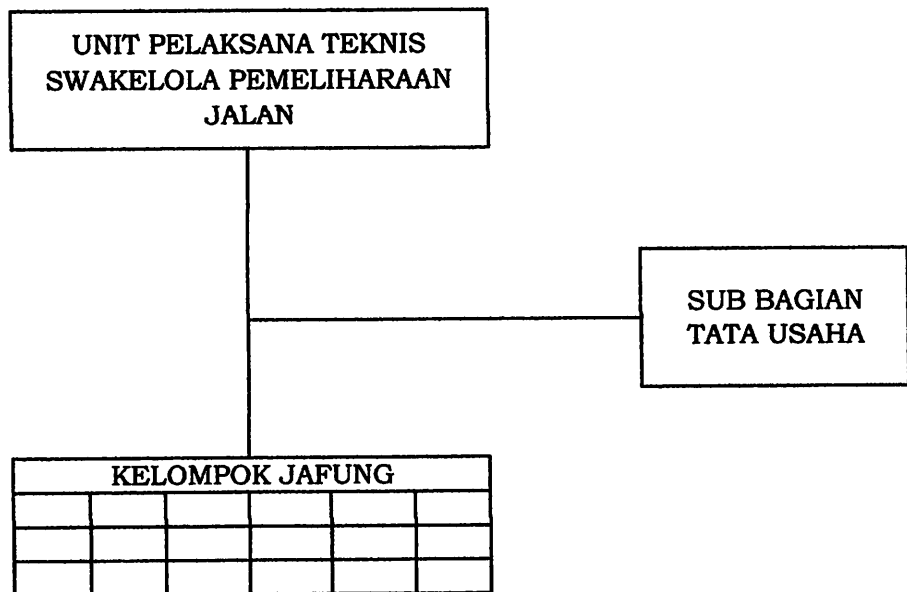 UNIT PELAKSANA TEKNIS
SWAKELOLA PEMELIHARAAN
JALAN
SUB BAGIAN
TATA USAHA
KELOMPOK JAFUNG